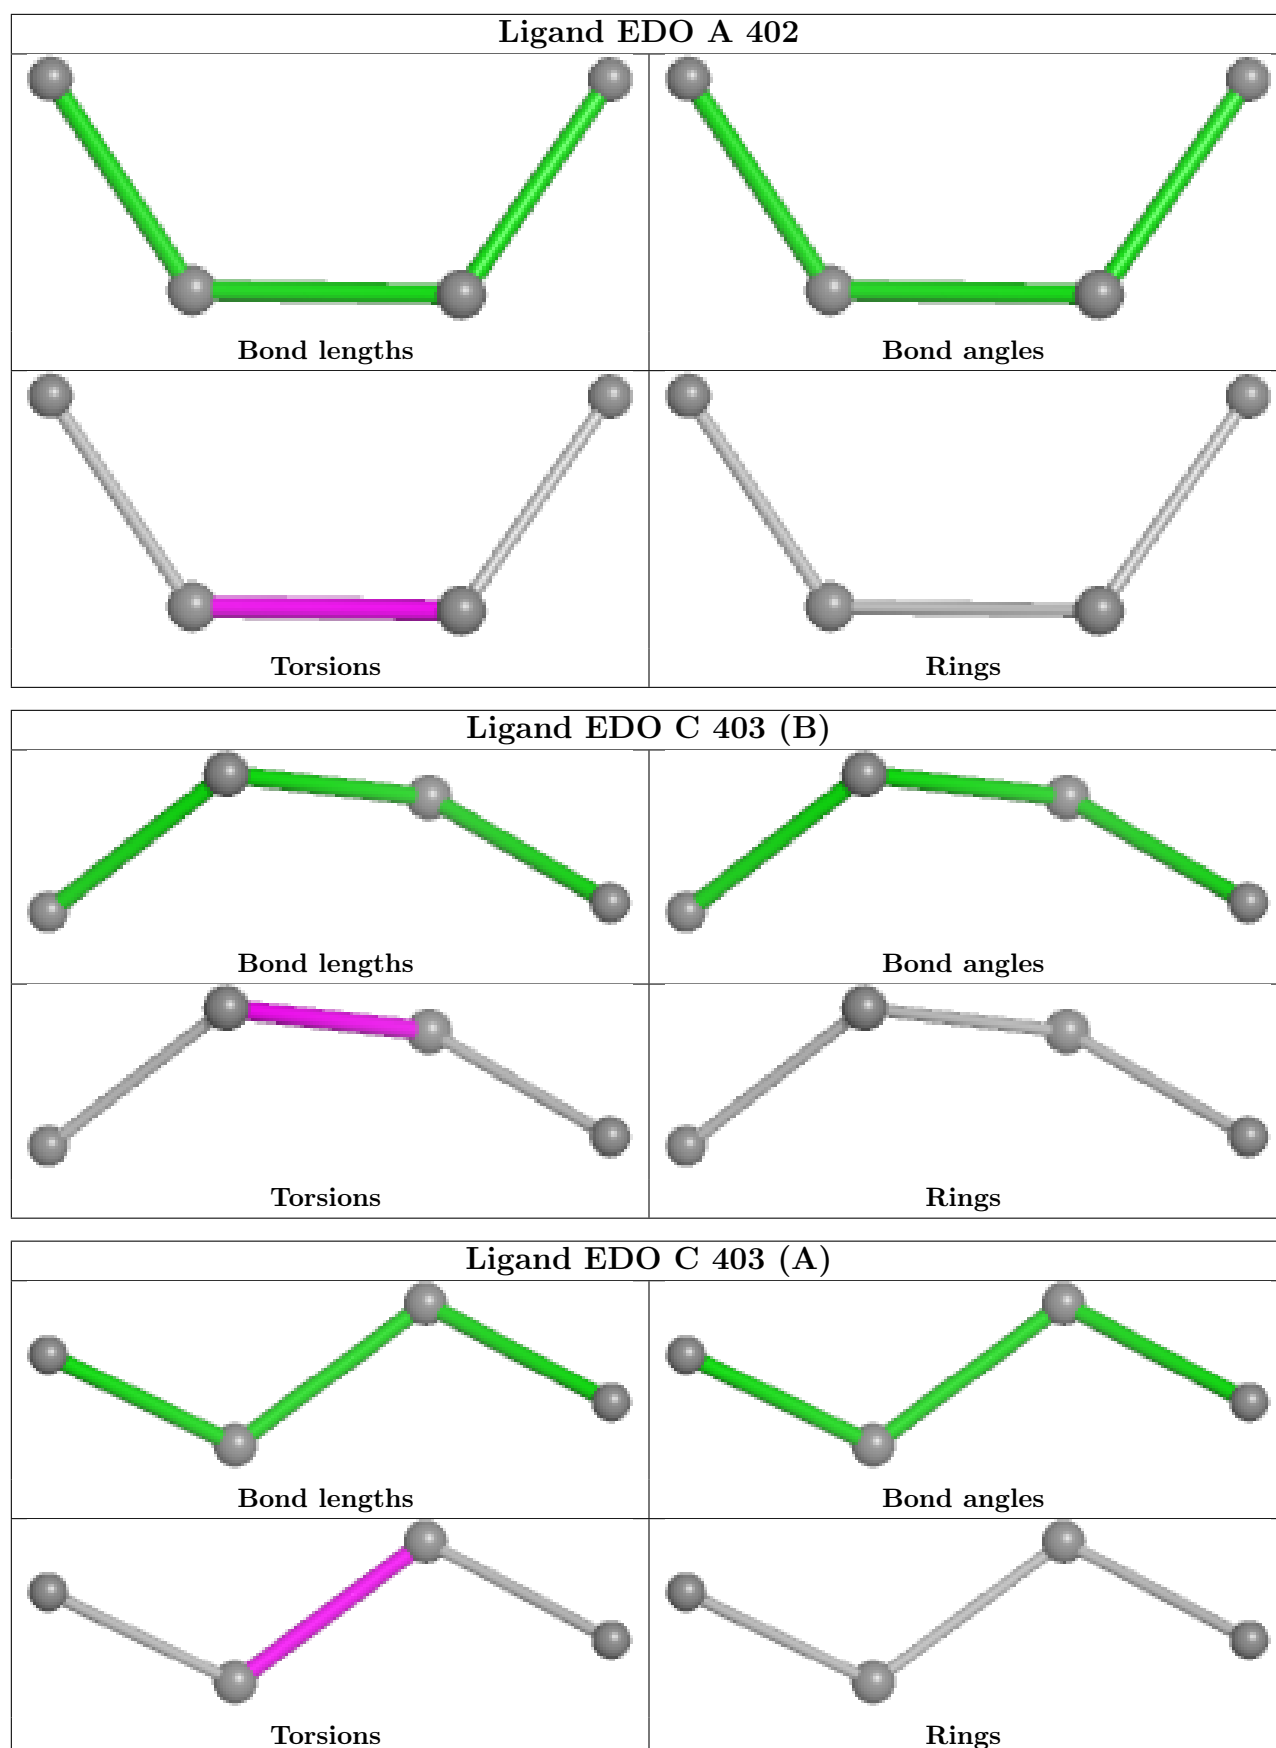 Ligand EDO A 402
Bond lengths
Bond angles
Torsions
Rings
Ligand EDO C 403 (B)
Bond lengths
Bond angles
Torsions
Rings
Ligand EDO C 403 (A)
Bond lengths
Bond angles
Torsions
Rings